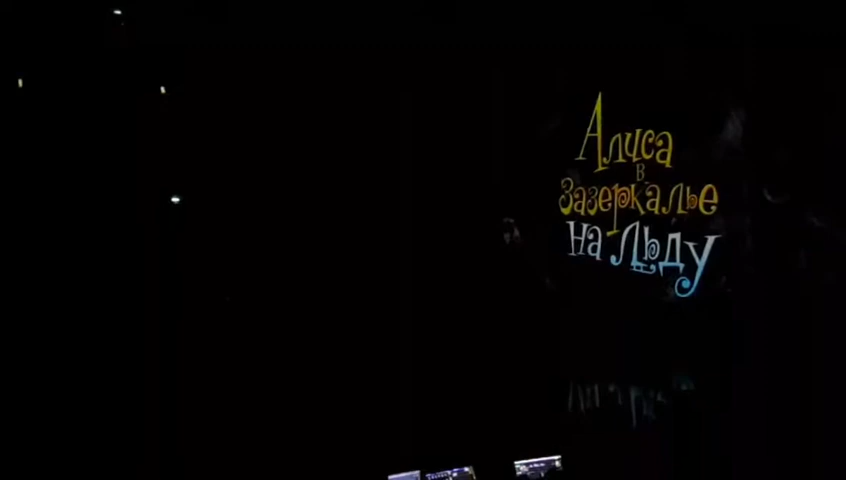 Алиса
в
Зазеркалье
на льду